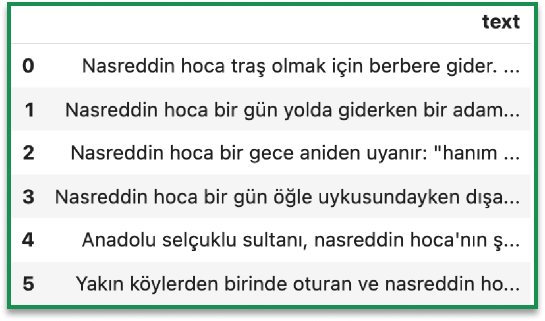 text
0 Nasreddin hoca traş olmak için berbere gider. ...
1 Nasreddin hoca bir gün yolda giderken bir adam...
2 Nasreddin hoca bir gece aniden uyanır: "hanım ...
3 Nasreddin hoca bir gün öğle uykusundayken dışa...
4 Anadolu selçuklu sultanı, nasreddin hoca'nın ş...
5 Yakın köylerden birinde oturan ve nasreddin ho...